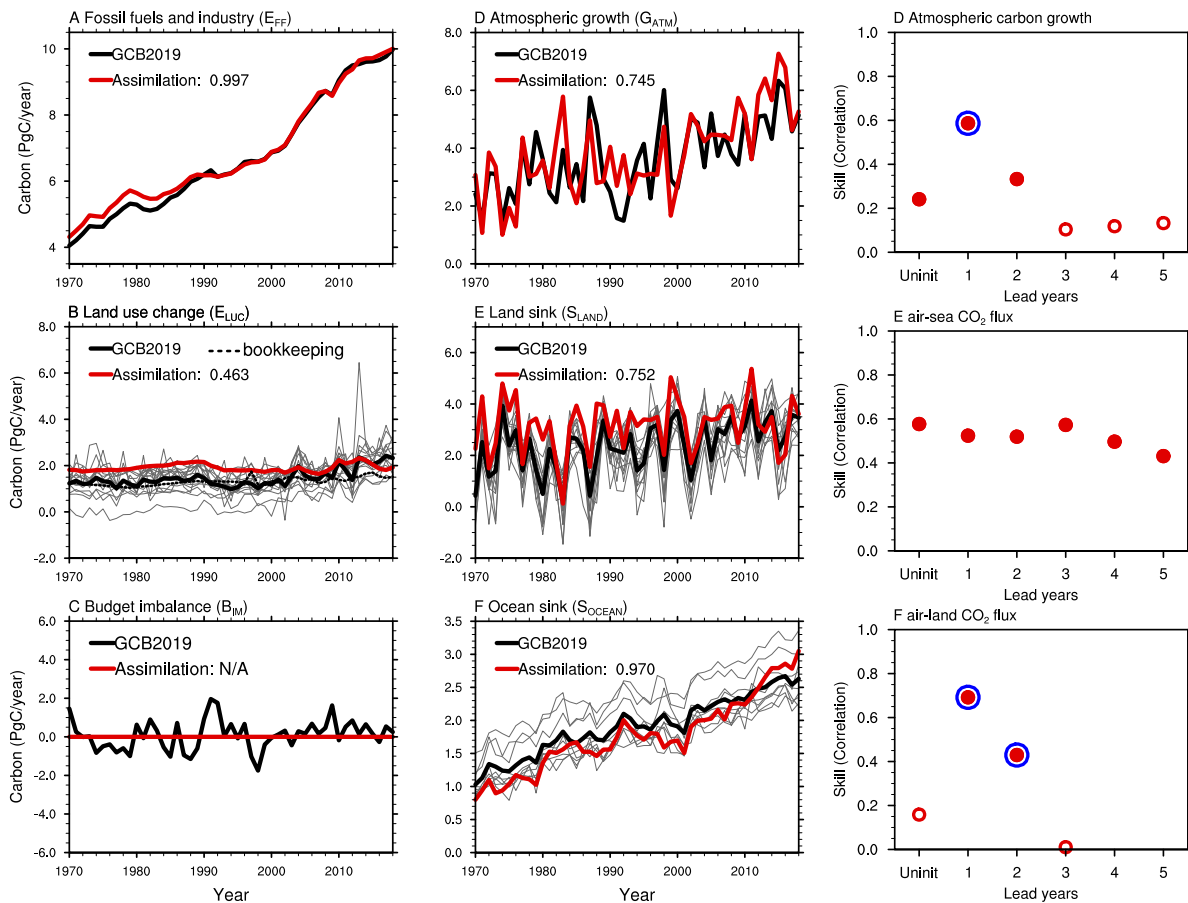 A Fossil fuels and industry (EFF)
GCB2019
Assimilation: 0.997
Carbon (PgC/year)
10
8
6
4
1970 1980 1990 2000 2010
B Land use change (ELUC)
GCB2019 bookkeeping
Assimilation: 0.463
Carbon (PgC/year)
8.0
6.0
4.0
2.0
0.0
-2.0
1970 1980 1990 2000 2010
C Budget imbalance (BIM)
GCB2019
Assimilation: N/A
Carbon (PgC/year)
6.0
4.0
2.0
0.0
-2.0
-4.0
-6.0
1970 1980 1990 2000 2010
Year
D Atmospheric growth (GATM)
GCB2019
Assimilation: 0.745
8.0
6.0
4.0
2.0
0.0
1970 1980 1990 2000 2010
E Land sink (SLAND)
GCB2019
Assimilation: 0.752
6.0
4.0
2.0
0.0
-2.0
1970 1980 1990 2000 2010
F Ocean sink (SOCEAN)
GCB2019
Assimilation: 0.970
3.5
3.0
2.5
2.0
1.5
1.0
0.5
0.0
1970 1980 1990 2000 2010
Year
D Atmospheric carbon growth
Skill (Correlation)
1.0
0.8
0.6
0.4
0.2
0.0
Uninit 1 2 3 4 5
Lead years
E air-sea CO2 flux
Skill (Correlation)
1.0
0.8
0.6
0.4
0.2
0.0
Uninit 1 2 3 4 5
Lead years
F air-land CO2 flux
Skill (Correlation)
1.0
0.8
0.6
0.4
0.2
0.0
Uninit 1 2 3 4 5
Lead years